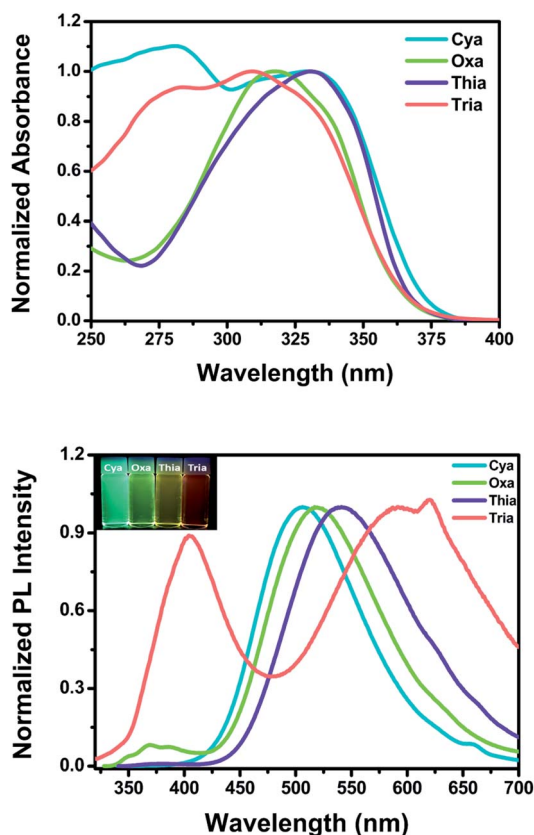 Normalized Absorbance
1.2
1.0
0.8
0.6
0.4
0.2
0.0
Cya
Oxa
Thia
Tria
250 275 300 325 350 375 400
Wavelength (nm)
Normalized PL Intensity
1.2
0.9
0.6
0.3
0.0
Cya Oxa Thia Tria
Cya
Oxa
Thia
Tria
350 400 450 500 550 600 650 700
Wavelength (nm)